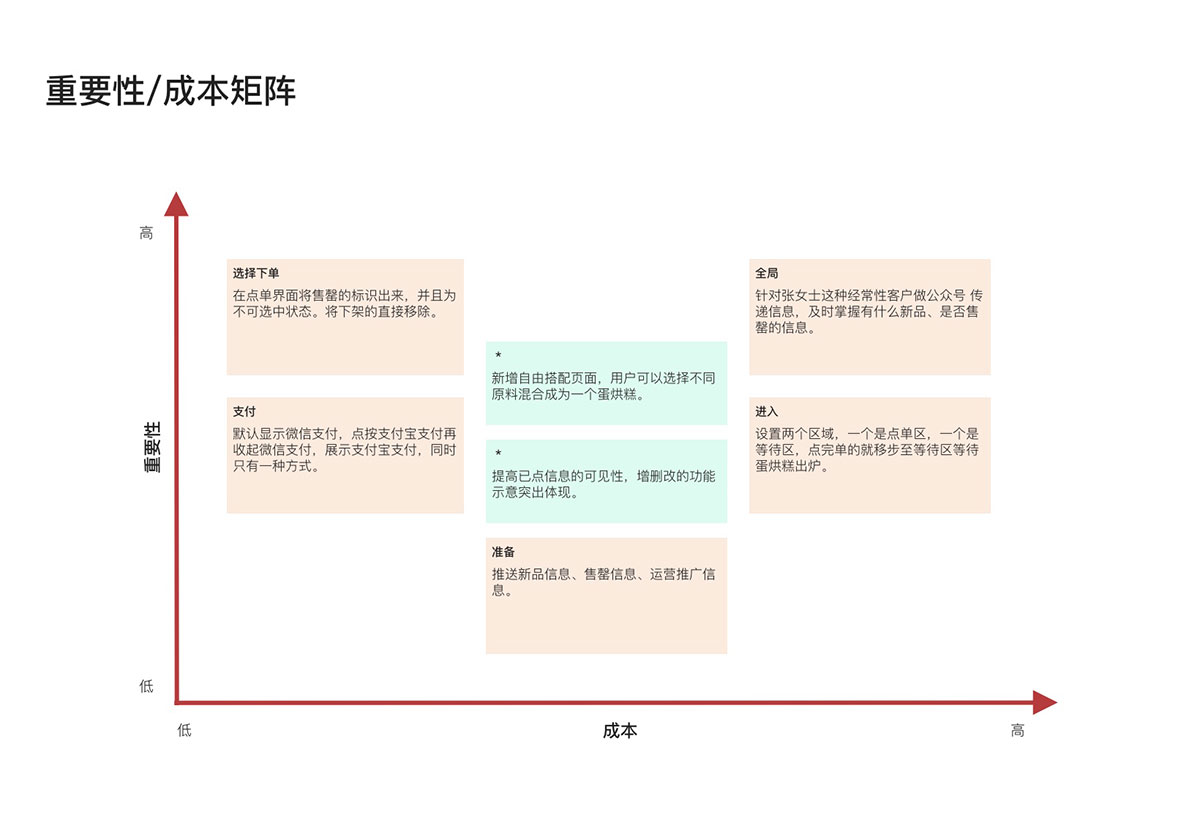 重要性/成本矩阵
高
选择下单
在点单界面将售罄的标识出来，并且为
不可选中状态。将下架的直接移除。
全局
针对张女士这种经常性客户做公众号 传
递信息，及时掌握有什么新品、是否售
罄的信息。
*
新增自由搭配页面，用户可以选择不同
原料混合成为一个蛋烘糕。
支付
默认显示微信支付，点按支付宝支付再
收起微信支付，展示支付宝支付，同时
只有一种方式。
进入
设置两个区域，一个是点单区，一个是
等待区，点完单的就移步至等待区等待
蛋烘糕出炉。
重要性
*
提高已点信息的可见性，增删改的功能
示意突出体现。
准备
推送新品信息、售罄信息、运营推广信
息。
低
低
成本
高